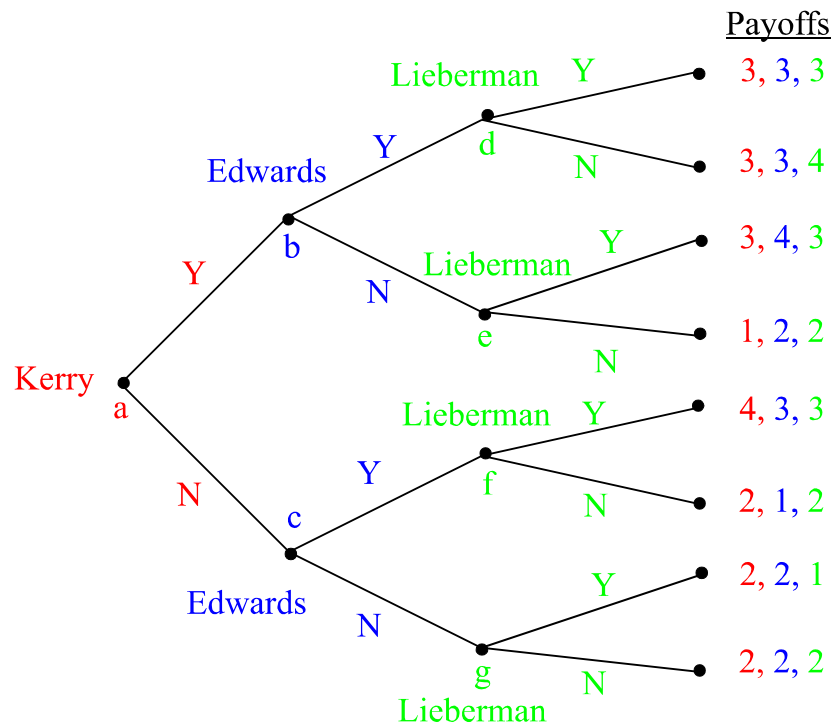 Payoffs
Lieberman
Y
3, 3, 3
Y
d
N
3, 3, 4
Edwards
b
Y
3, 4, 3
Y
Lieberman
N
e
1, 2, 2
N
Kerry
a
Lieberman
Y
4, 3, 3
Y
f
N
c
N
2, 1, 2
Y
2, 2, 1
Edwards
N
g
N
2, 2, 2
Lieberman